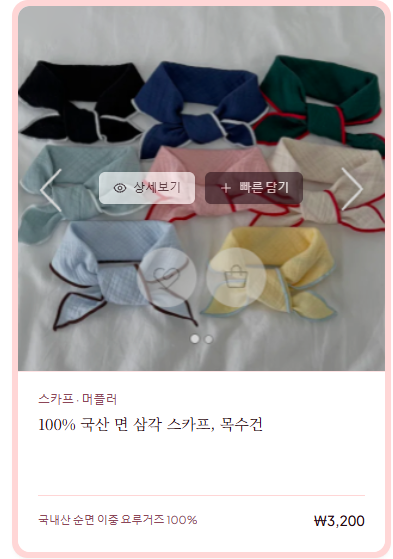 상세보기
빠른 담기
스카프 · 머플러
100% 국산 면 삼각 스카프, 목수건
국내산 순면 이중 요루거즈 100%
₩3,200